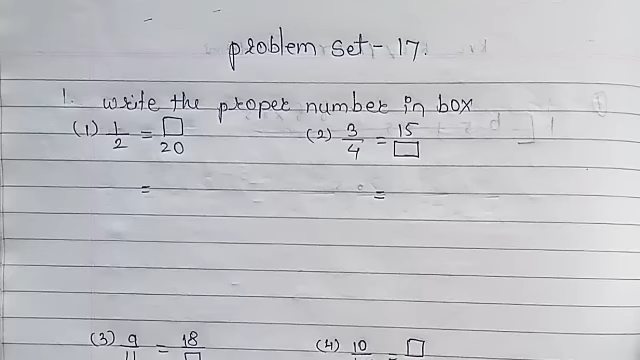 problem set - 17.
1. write the proper number in box
(1) 1/2 = □/20 (2) 3/4 = 15/□
= =
(3) 9/11 = 18/□ (4) 10/ = □